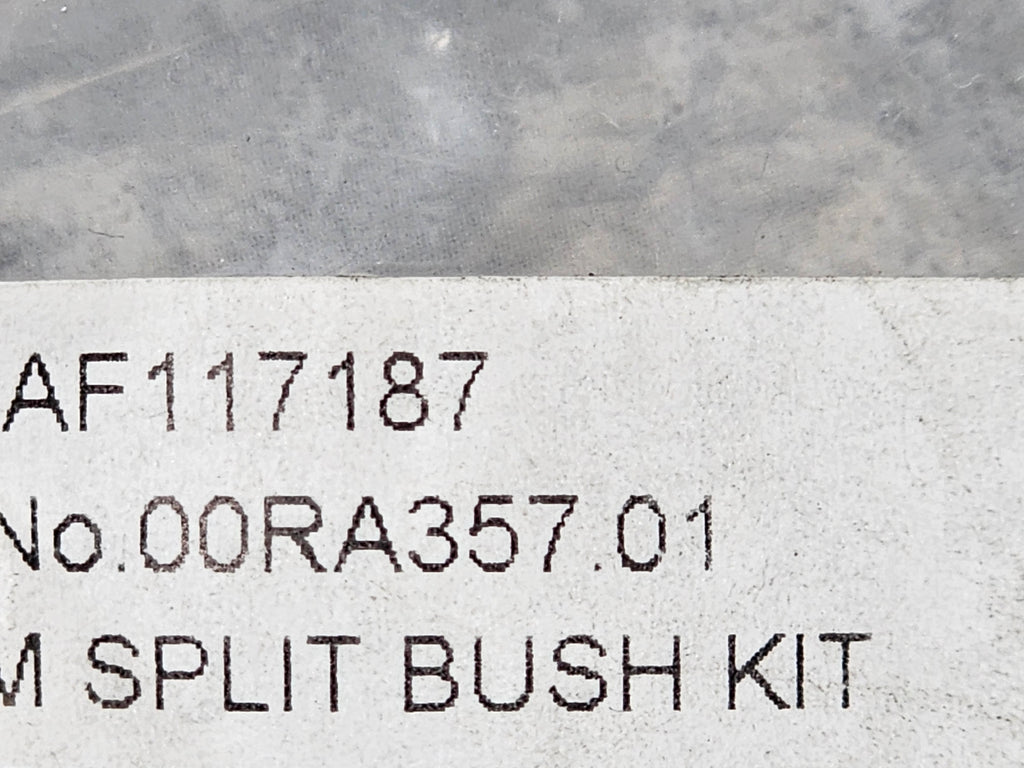 AF117187
No.00RA357.01
M SPLIT BUSH KIT